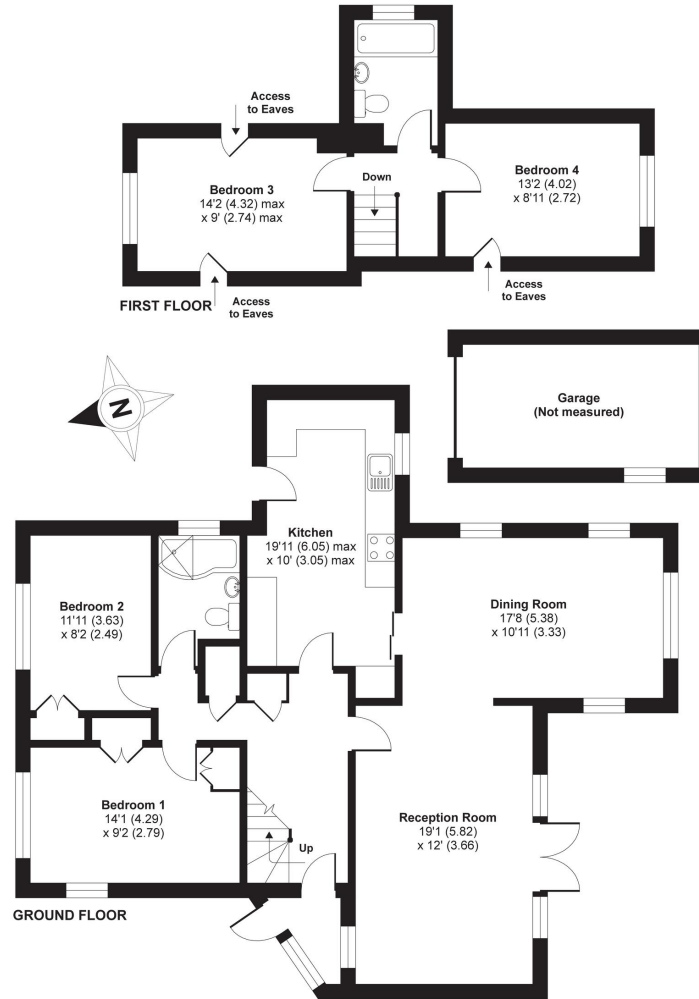 Access
to Eaves
Bedroom 3
14'2 (4.32) max
x 9' (2.74) max
Down
Bedroom 4
13'2 (4.02)
x 8'11 (2.72)
FIRST FLOOR
Access
to Eaves
Access
to Eaves
N
Garage
(Not measured)
Kitchen
19'11 (6.05) max
x 10' (3.05) max
Bedroom 2
11'11 (3.63)
x 8'2 (2.49)
Dining Room
17'8 (5.38)
x 10'11 (3.33)
Bedroom 1
14'1 (4.29)
x 9'2 (2.79)
Up
Reception Room
19'1 (5.82)
x 12' (3.66)
GROUND FLOOR